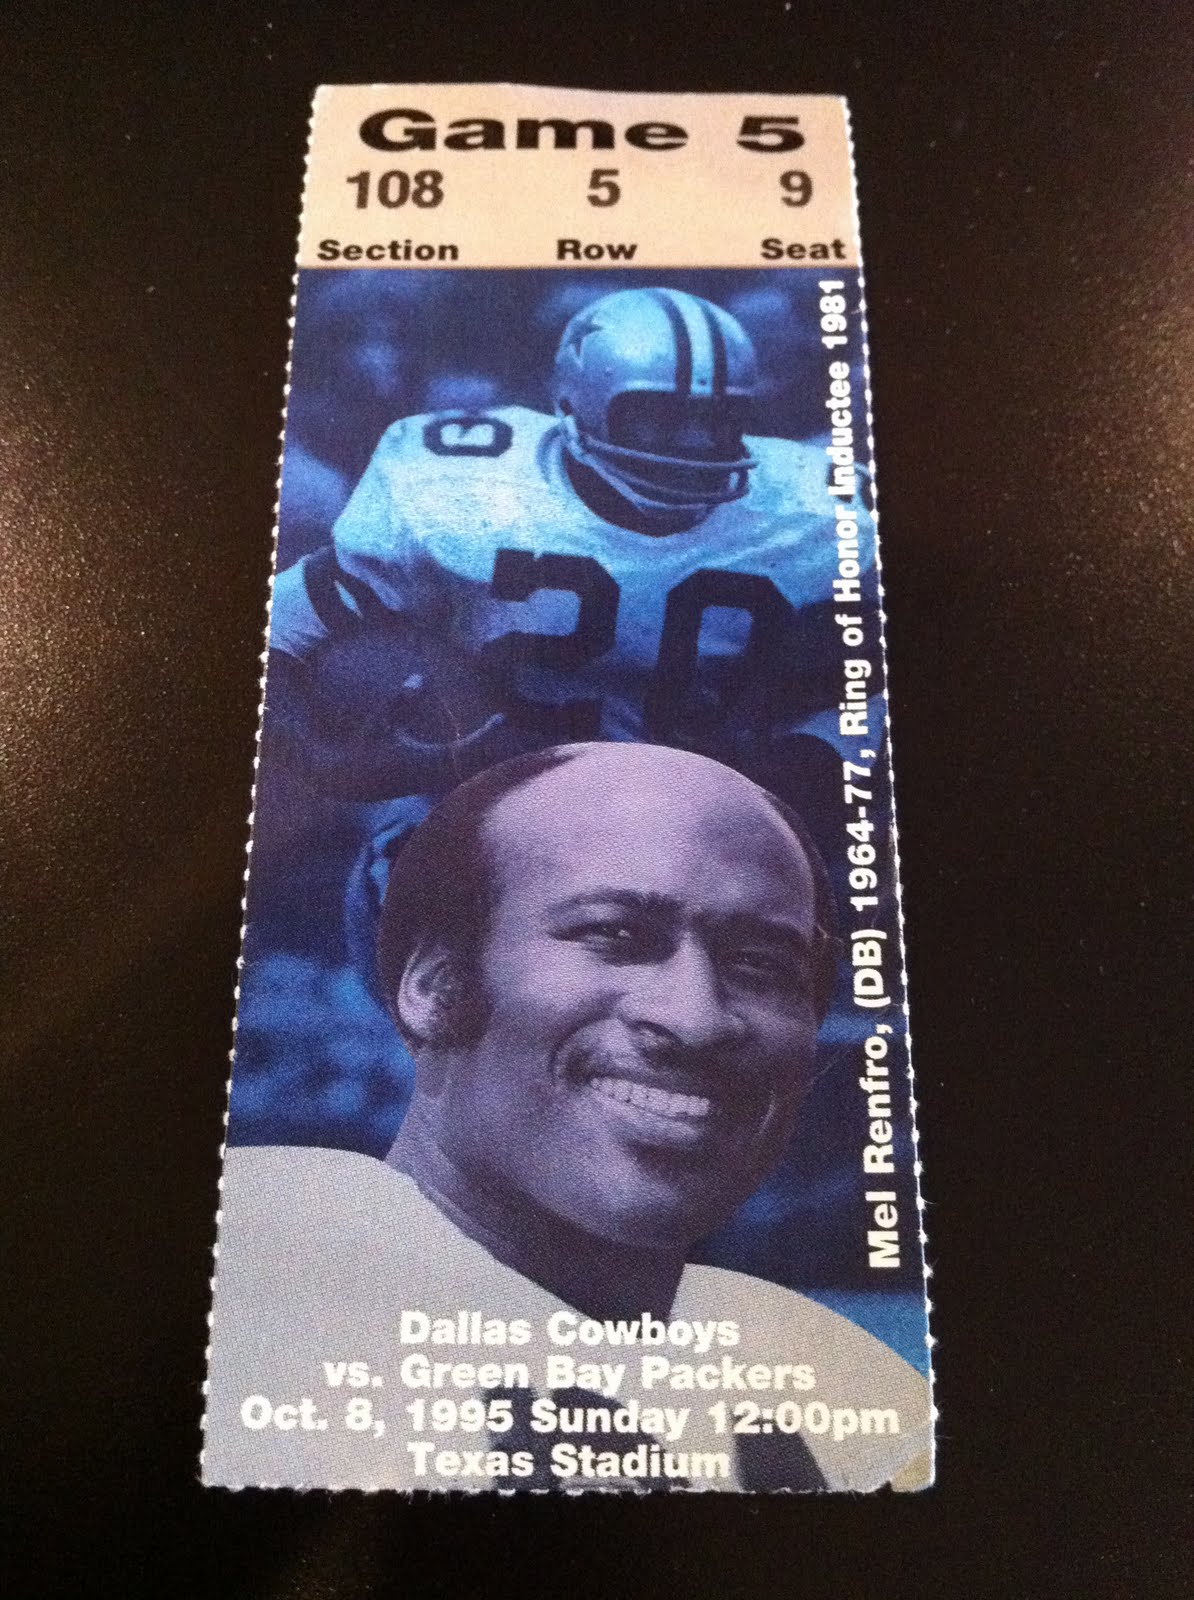 Game 5
108 5 9
Section Row Seat
Mel Renfro, (DB) 1964-77, Ring of Honor Inductee 1981
20
Dallas Cowboys
vs. Green Bay Packers
Oct. 8, 1995 Sunday 12:00pm
Texas Stadium